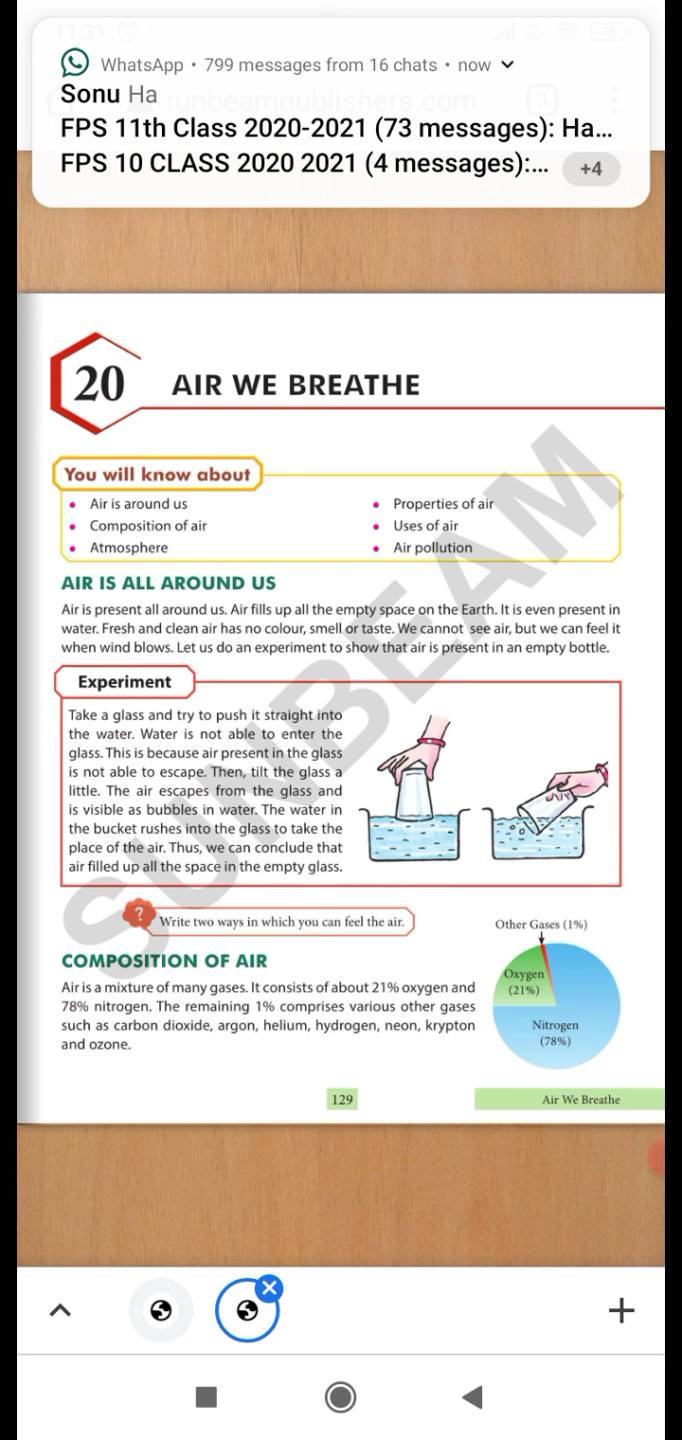 11:31
WhatsApp • 799 messages from 16 chats • now
sunbeampublishers.com
3
Sonu Ha
FPS 11th Class 2020-2021 (73 messages): Ha...
FPS 10 CLASS 2020 2021 (4 messages):...
+4
20
AIR WE BREATHE
You will know about
• Air is around us
• Composition of air
• Atmosphere
• Properties of air
• Uses of air
• Air pollution
AIR IS ALL AROUND US
Air is present all around us. Air fills up all the empty space on the Earth. It is even present in
water. Fresh and clean air has no colour, smell or taste. We cannot see air, but we can feel it
when wind blows. Let us do an experiment to show that air is present in an empty bottle.
Experiment
Take a glass and try to push it straight into
the water. Water is not able to enter the
glass. This is because air present in the glass
is not able to escape. Then, tilt the glass a
little. The air escapes from the glass and
is visible as bubbles in water. The water in
the bucket rushes into the glass to take the
place of the air. Thus, we can conclude that
air filled up all the space in the empty glass.
? Write two ways in which you can feel the air.
COMPOSITION OF AIR
Air is a mixture of many gases. It consists of about 21% oxygen and
78% nitrogen. The remaining 1% comprises various other gases
such as carbon dioxide, argon, helium, hydrogen, neon, krypton
and ozone.
Other Gases (1%)
Oxygen
(21%)
Nitrogen
(78%)
SUNBEAM
129
Air We Breathe